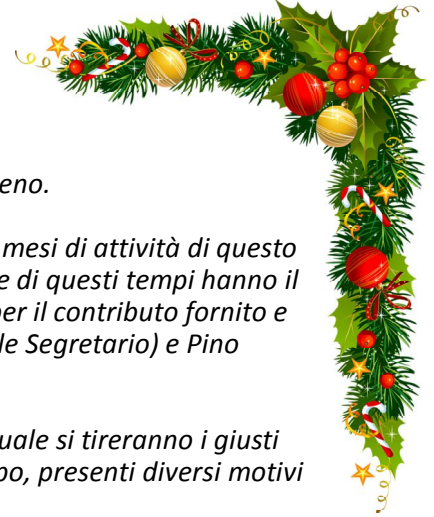 eno.
mesi di attività di questo
e di questi tempi hanno il
per il contributo fornito e
le Segretario) e Pino
uale si tireranno i giusti
po, presenti diversi motivi